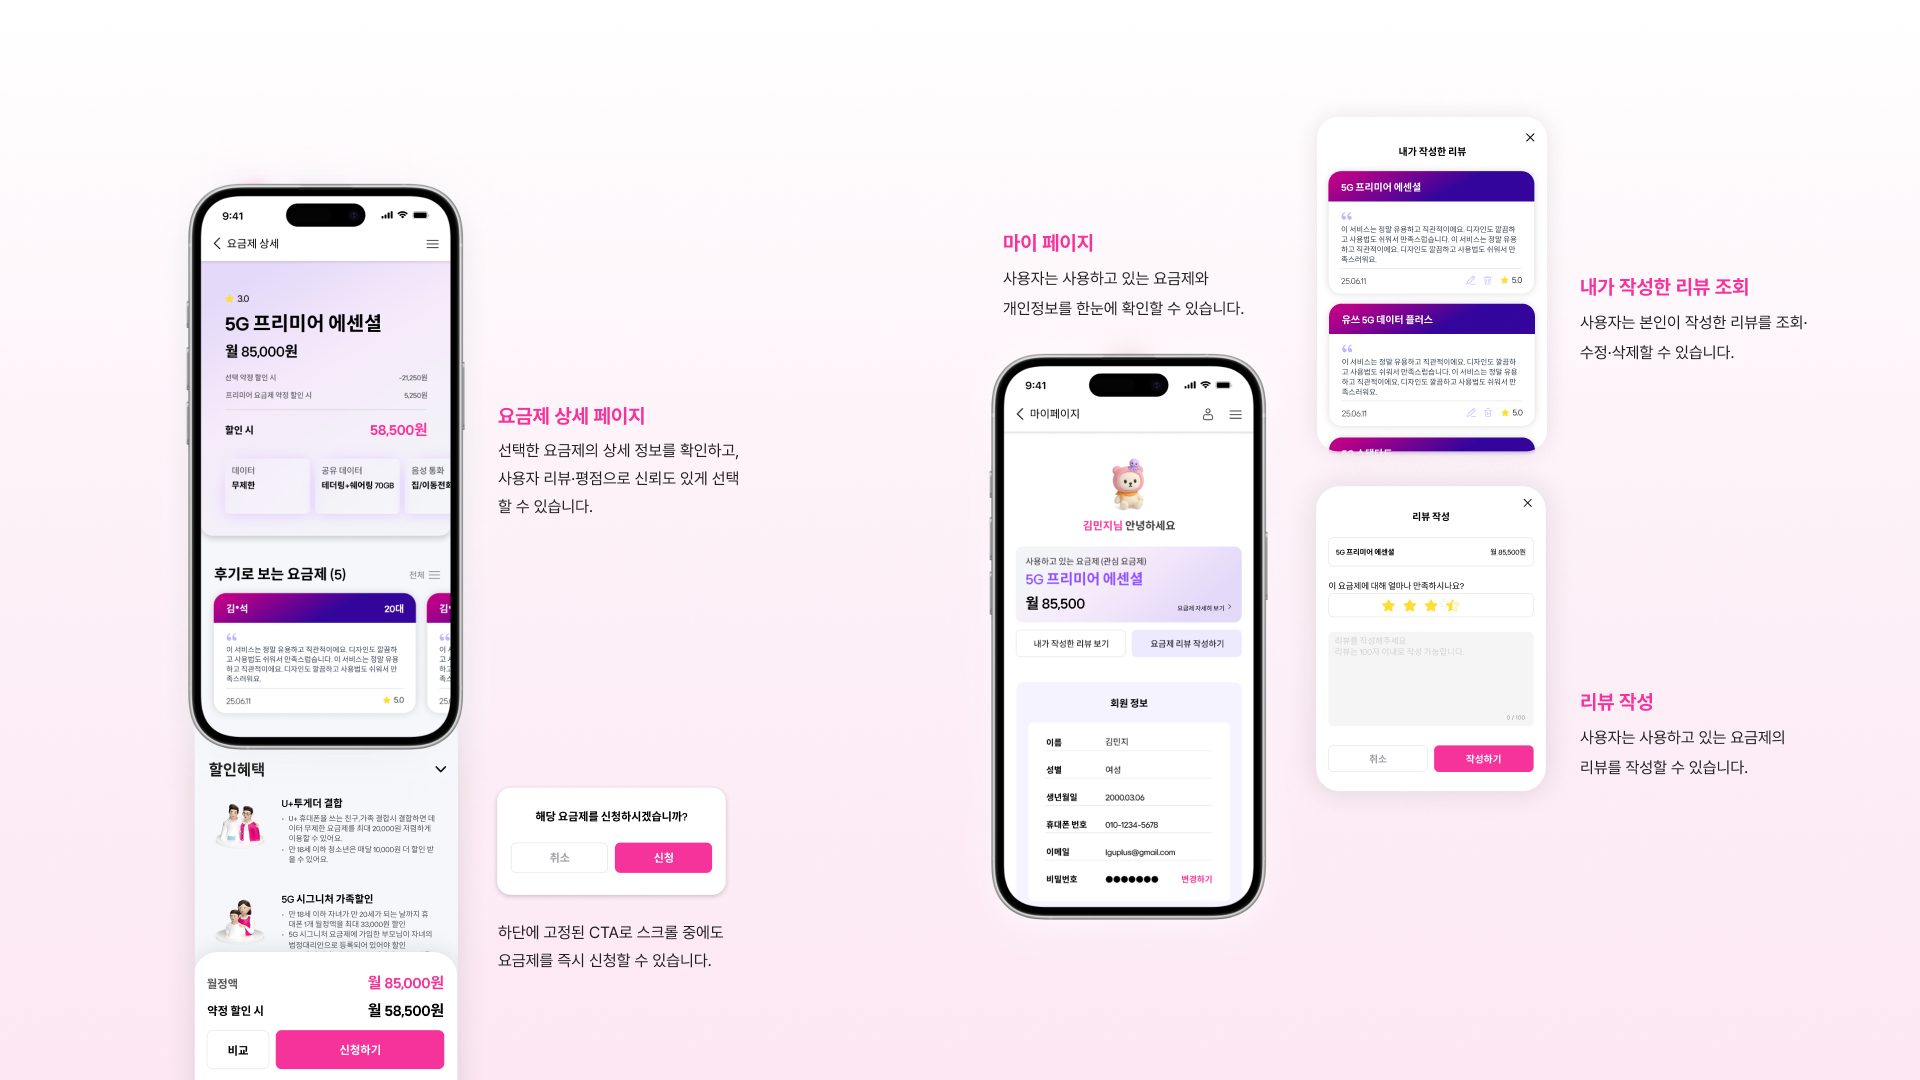 9:41
요금제 상세
3.0
5G 프리미어 에센셜
월 85,000원
선택 약정 할인 시 -21,250원
프리미어 요금제 약정 할인 시 5,250원
할인 시 58,500원
데이터
무제한
공유 데이터
테더링+쉐어링 70GB
음성 통화
집/이동전화
후기로 보는 요금제 (5) 전체
김*석 20대
이 서비스는 정말 유용하고 직관적이에요. 디자인도 깔끔하
고 사용법도 쉬워서 만족스럽습니다. 이 서비스는 정말 유용
하고 직관적이에요. 디자인도 깔끔하고 사용법도 쉬워서 만
족스러워요.
25.06.11 5.0
김*
이 서
고 사
하고
족스
25.0
할인혜택
U+투게더 결합
• U+ 휴대폰을 쓰는 친구,가족 결합시 결합하면 데
이터 무제한 요금제를 최대 20,000원 저렴하게
이용할 수 있어요.
• 만 18세 이하 청소년은 매달 10,000원 더 할인 받
을 수 있어요.
5G 시그니처 가족할인
• 만 18세 이하 자녀가 만 20세가 되는 날까지 휴
대폰 1개 월정액을 최대 33,000원 할인
• 5G 시그니처 요금제에 가입한 부모님이 자녀의
법정대리인으로 등록되어 있어야 할인
월정액 월 85,000원
약정 할인 시 월 58,500원
비교 신청하기
요금제 상세 페이지
선택한 요금제의 상세 정보를 확인하고,
사용자 리뷰·평점으로 신뢰도 있게 선택
할 수 있습니다.
해당 요금제를 신청하시겠습니까?
취소 신청
하단에 고정된 CTA로 스크롤 중에도
요금제를 즉시 신청할 수 있습니다.
마이 페이지
사용자는 사용하고 있는 요금제와
개인정보를 한눈에 확인할 수 있습니다.
9:41
마이페이지
김민지님 안녕하세요
사용하고 있는 요금제 (관심 요금제)
5G 프리미어 에센셜
월 85,500
요금제 자세히 보기
내가 작성한 리뷰 보기 요금제 리뷰 작성하기
회원 정보
이름 김민지
성별 여성
생년월일 2000.03.06
휴대폰 번호 010-1234-5678
이메일 lguplus@gmail.com
비밀번호 ●●●●●●● 변경하기
내가 작성한 리뷰
5G 프리미어 에센셜
이 서비스는 정말 유용하고 직관적이에요. 디자인도 깔끔하
고 사용법도 쉬워서 만족스럽습니다. 이 서비스는 정말 유용
하고 직관적이에요. 디자인도 깔끔하고 사용법도 쉬워서 만
족스러워요.
25.06.11 5.0
유쓰 5G 데이터 플러스
이 서비스는 정말 유용하고 직관적이에요. 디자인도 깔끔하
고 사용법도 쉬워서 만족스럽습니다. 이 서비스는 정말 유용
하고 직관적이에요. 디자인도 깔끔하고 사용법도 쉬워서 만
족스러워요.
25.06.11 5.0
내가 작성한 리뷰 조회
사용자는 본인이 작성한 리뷰를 조회·
수정·삭제할 수 있습니다.
리뷰 작성
5G 프리미어 에센셜 월 85,500원
이 요금제에 대해 얼마나 만족하시나요?
리뷰를 작성해주세요.
리뷰는 100자 이내로 작성 가능합니다.
0 / 100
취소 작성하기
리뷰 작성
사용자는 사용하고 있는 요금제의
리뷰를 작성할 수 있습니다.